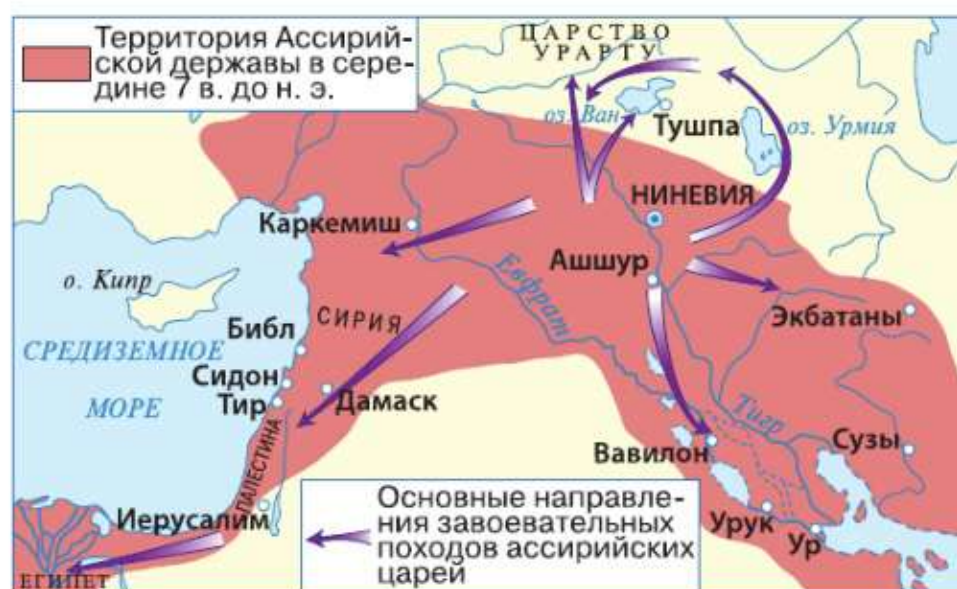 Территория Ассирий-
ской державы в сере-
дине 7 в. до н. э.
ЦАРСТВО
УРАРТУ
оз. Ван
Тушпа
оз. Урмия
НИНЕВИЯ
Каркемиш
Ашшур
о. Кипр
Евфрат
Экбатаны
СИРИЯ
Библ
СРЕДИЗЕМНОЕ
МОРЕ
Сидон
Тир
Дамаск
Тигр
ПАЛЕСТИНА
Вавилон
Сузы
Иерусалим
Урук
Ур
ЕГИПЕТ
Основные направле-
ния завоевательных
походов ассирийских
царей